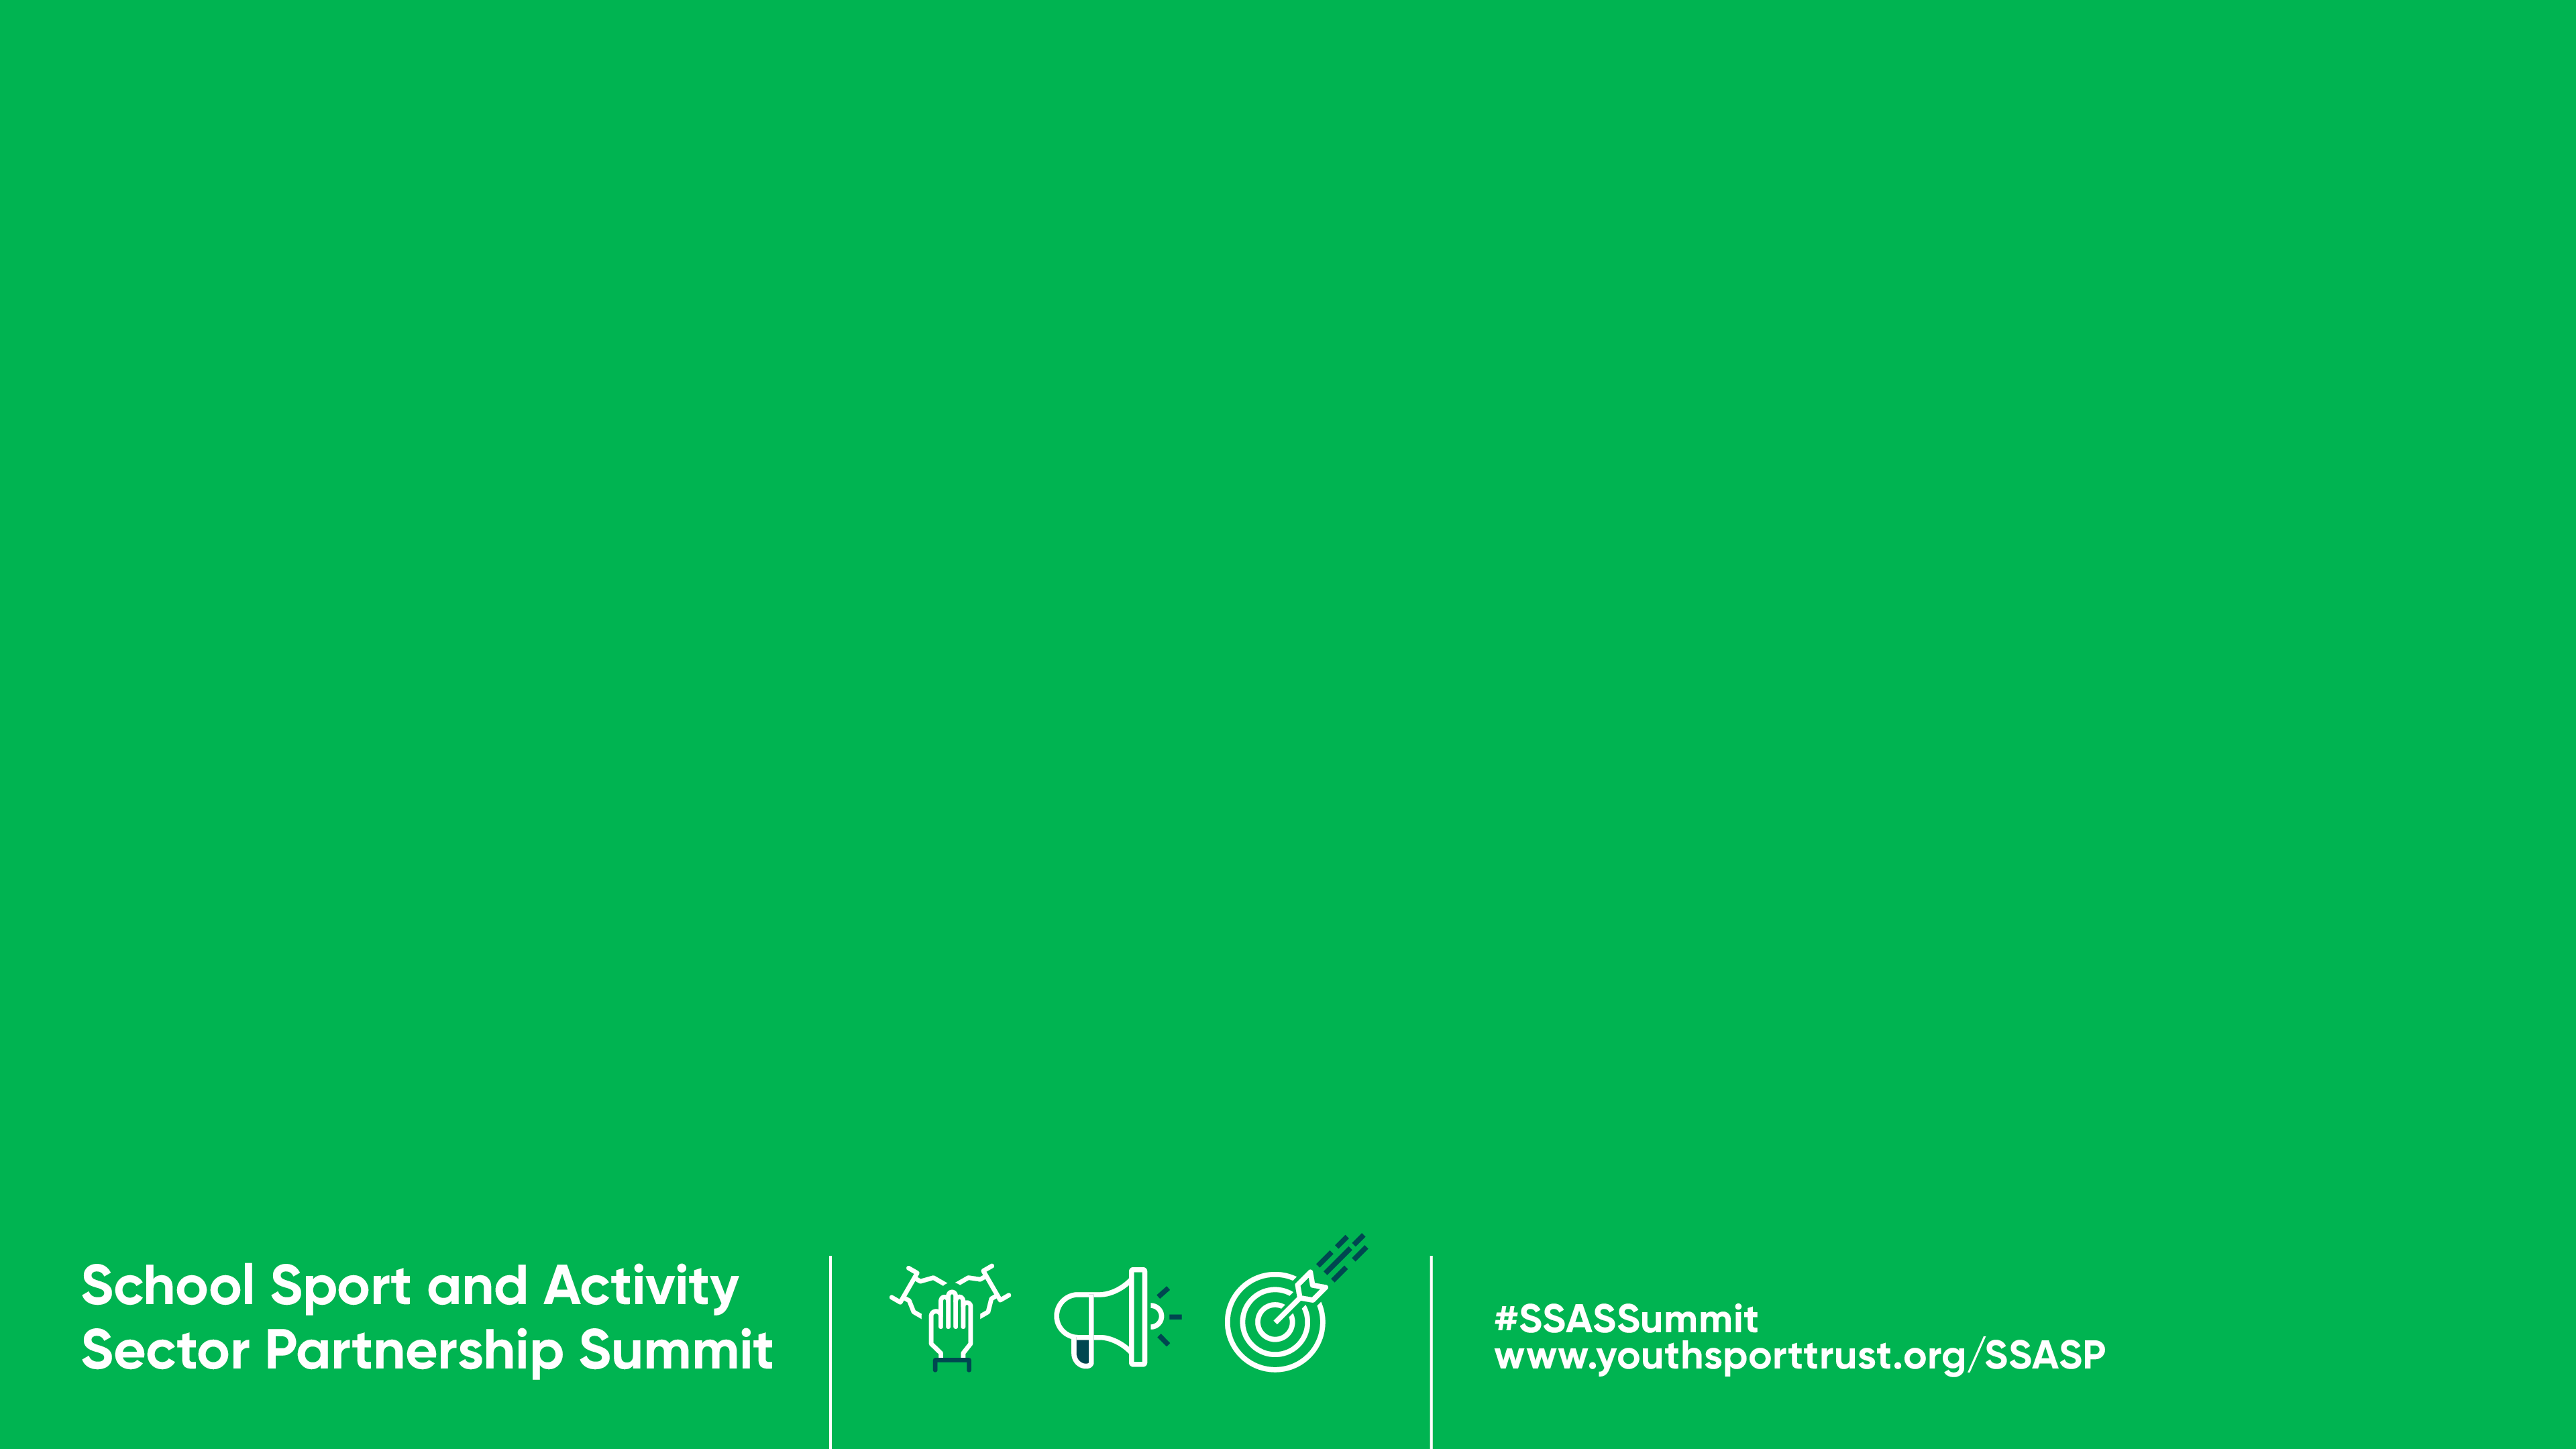 School Sport and Activity
Sector Partnership Summit
#SSASSummit
www.youthsporttrust.org/SSASP